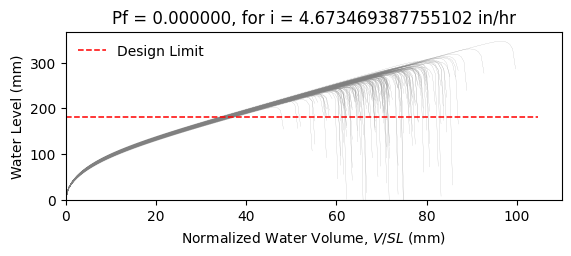 Pf = 0.000000, for i = 4.673469387755102 in/hr
Design Limit
Water Level (mm)
300
200
100
0
0 20 40 60 80 100
Normalized Water Volume, V/SL (mm)